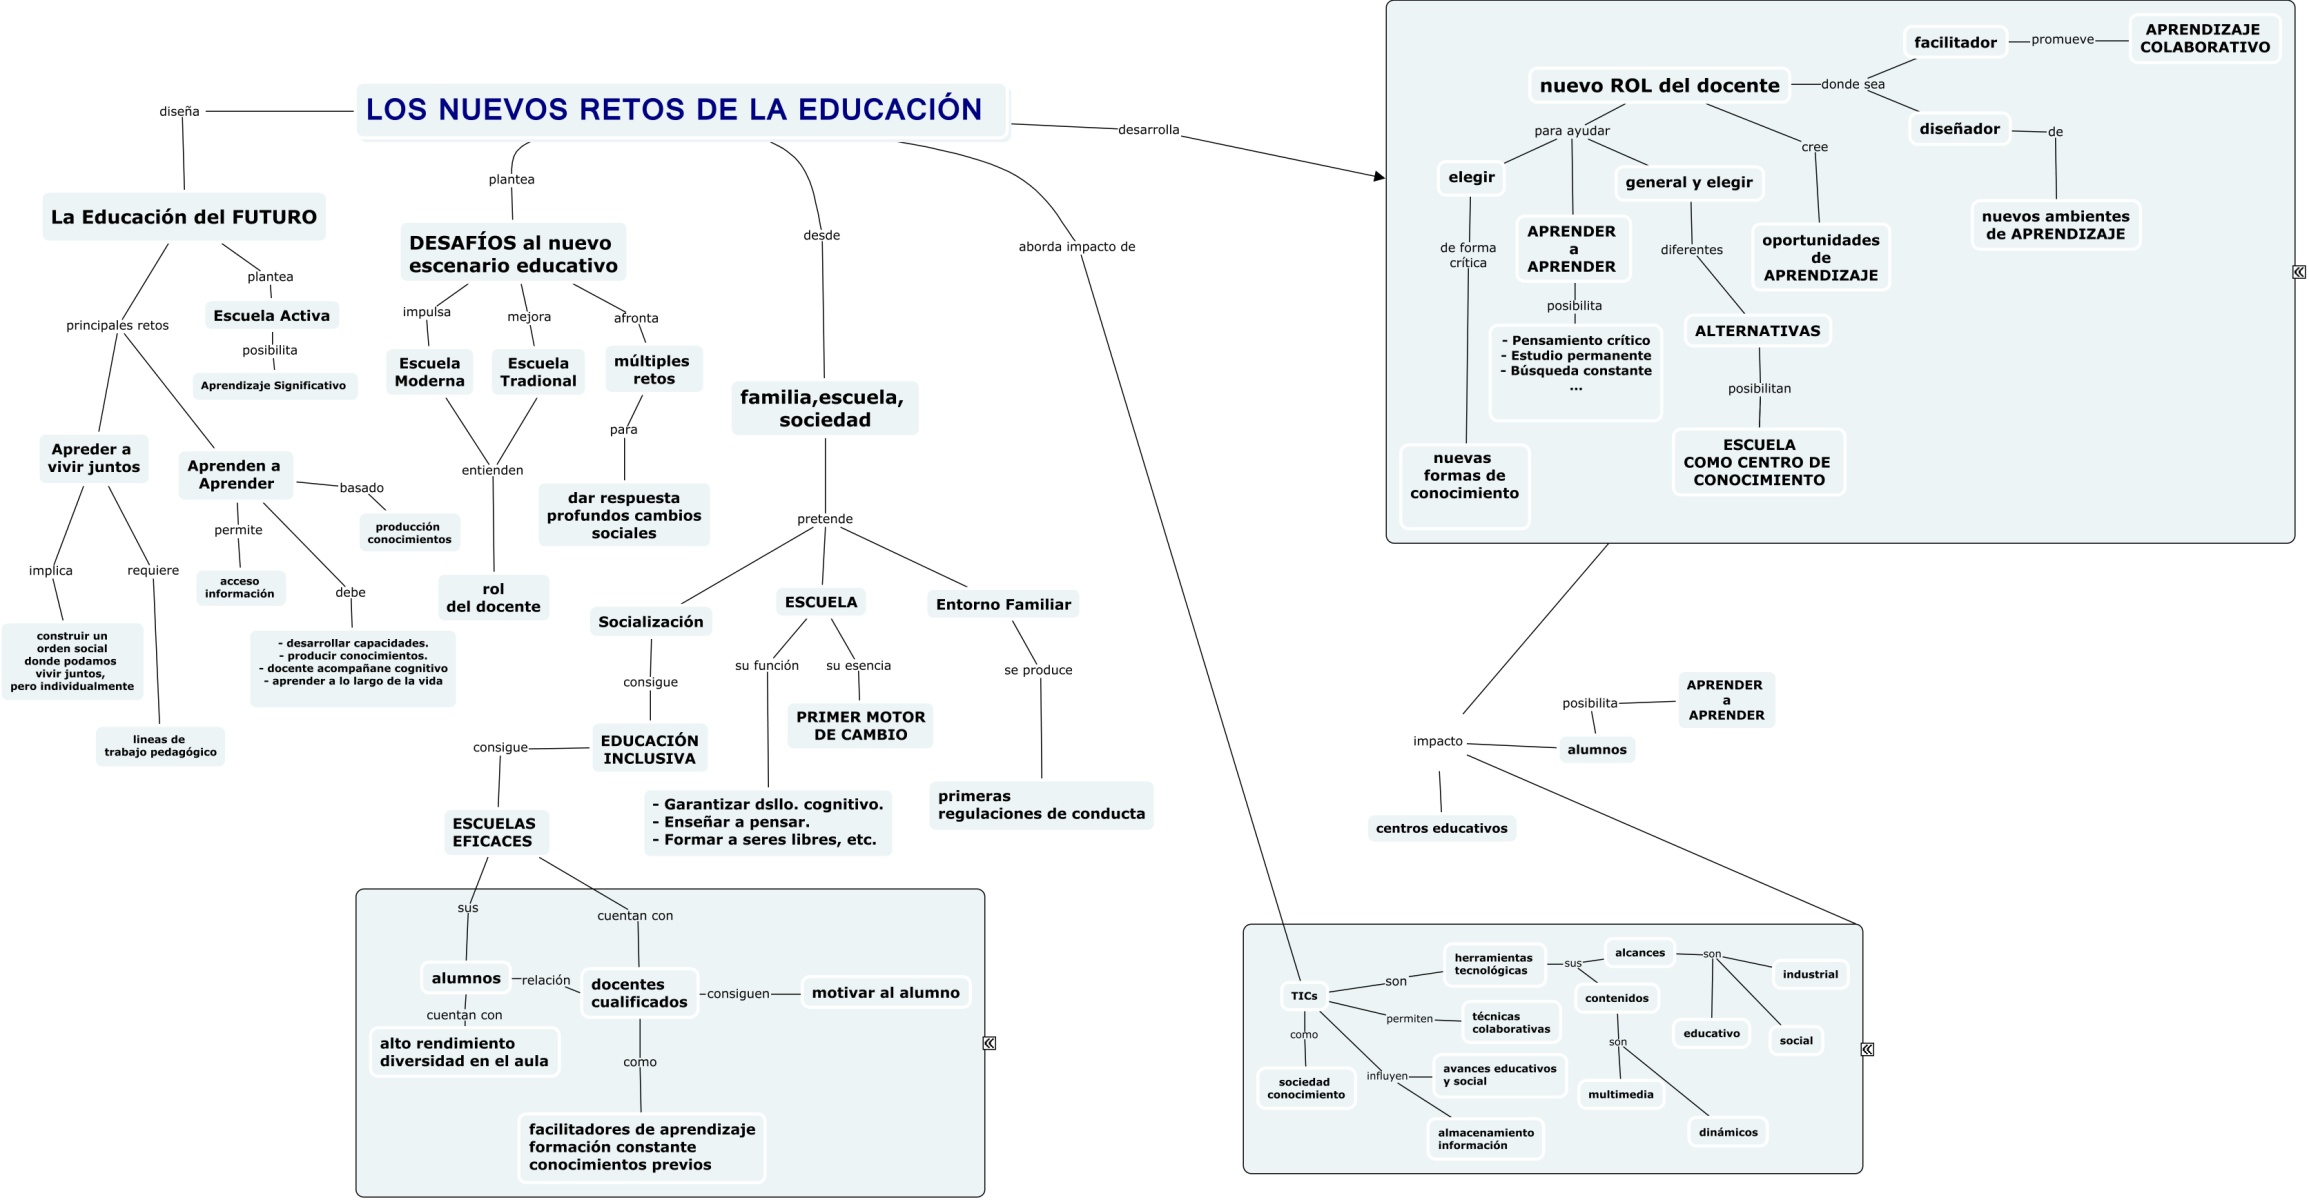 LOS NUEVOS RETOS DE LA EDUCACIÓN
diseña
La Educación del FUTURO
principales retos
plantea
Escuela Activa
posibilita
Aprendizaje Significativo
Apreder a
vivir juntos
implica
construir un
orden social
donde podamos
vivir juntos,
pero individualmente
requiere
lineas de
trabajo pedagógico
Aprenden a
Aprender
basado
producción
conocimientos
permite
acceso
información
debe
- desarrollar capacidades.
- producir conocimientos.
- docente acompañane cognitivo
- aprender a lo largo de la vida
plantea
DESAFÍOS al nuevo
escenario educativo
impulsa
Escuela
Moderna
mejora
Escuela
Tradional
entienden
rol
del docente
afronta
múltiples
retos
para
dar respuesta
profundos cambios
sociales
desde
familia,escuela,
sociedad
pretende
Socialización
consigue
EDUCACIÓN
INCLUSIVA
consigue
ESCUELAS
EFICACES
ESCUELA
su función
- Garantizar dsllo. cognitivo.
- Enseñar a pensar.
- Formar a seres libres, etc.
su esencia
PRIMER MOTOR
DE CAMBIO
Entorno Familiar
se produce
primeras
regulaciones de conducta
sus
alumnos
relación
cuentan con
alto rendimiento
diversidad en el aula
cuentan con
docentes
cualificados
consiguen
motivar al alumno
como
facilitadores de aprendizaje
formación constante
conocimientos previos
aborda impacto de
desarrolla
nuevo ROL del docente
donde sea
facilitador
promueve
APRENDIZAJE
COLABORATIVO
diseñador
de
nuevos ambientes
de APRENDIZAJE
para ayudar
elegir
de forma
crítica
nuevas
formas de
conocimiento
APRENDER
a
APRENDER
posibilita
- Pensamiento crítico
- Estudio permanente
- Búsqueda constante
...
general y elegir
diferentes
ALTERNATIVAS
posibilitan
ESCUELA
COMO CENTRO DE
CONOCIMIENTO
cree
oportunidades
de
APRENDIZAJE
impacto
alumnos
posibilita
APRENDER
a
APRENDER
centros educativos
TICs
son
herramientas
tecnológicas
sus
alcances
son
industrial
educativo
social
contenidos
son
multimedia
dinámicos
permiten
técnicas
colaborativas
como
sociedad
conocimiento
influyen
avances educativos
y social
almacenamiento
información